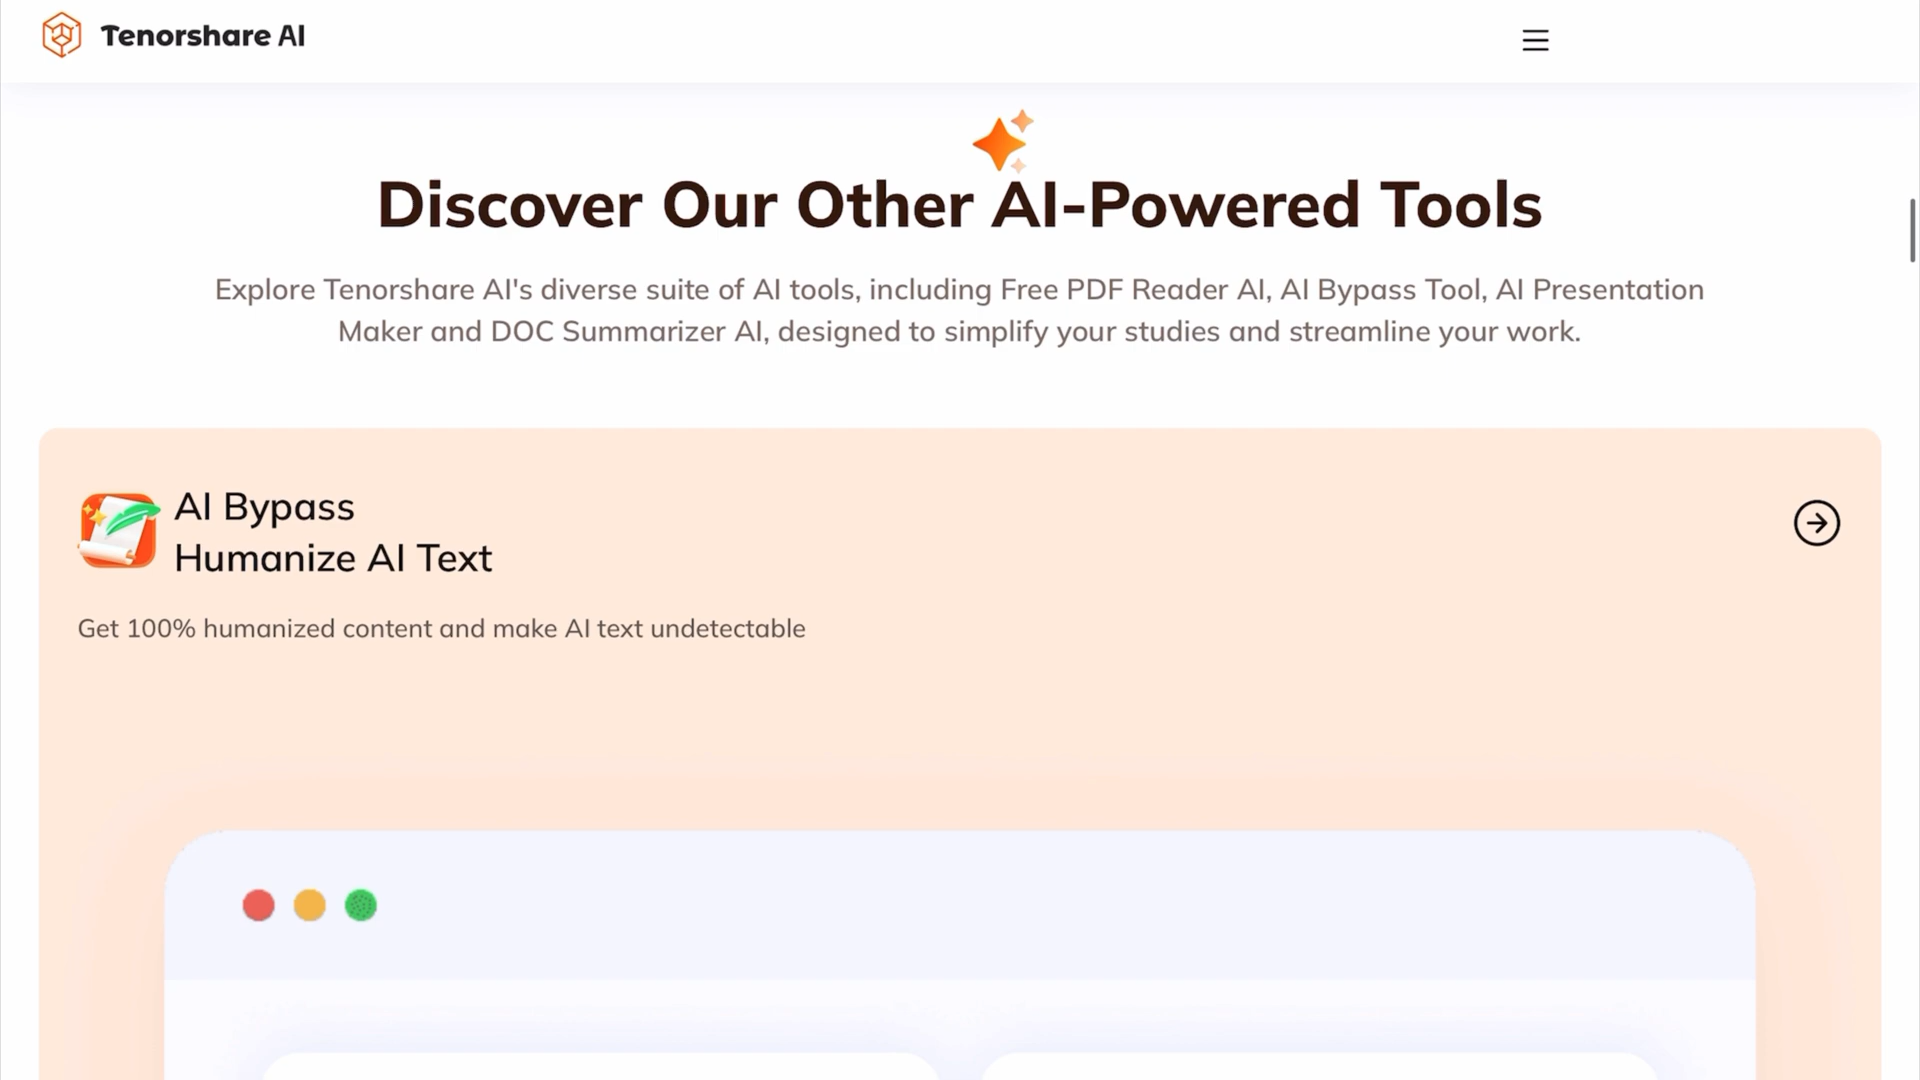 Tenorshare AI
Discover Our Other AI-Powered Tools
Explore Tenorshare AI's diverse suite of AI tools, including Free PDF Reader AI, AI Bypass Tool, AI Presentation
Maker and DOC Summarizer AI, designed to simplify your studies and streamline your work.
AI Bypass
Humanize AI Text
Get 100% humanized content and make AI text undetectable